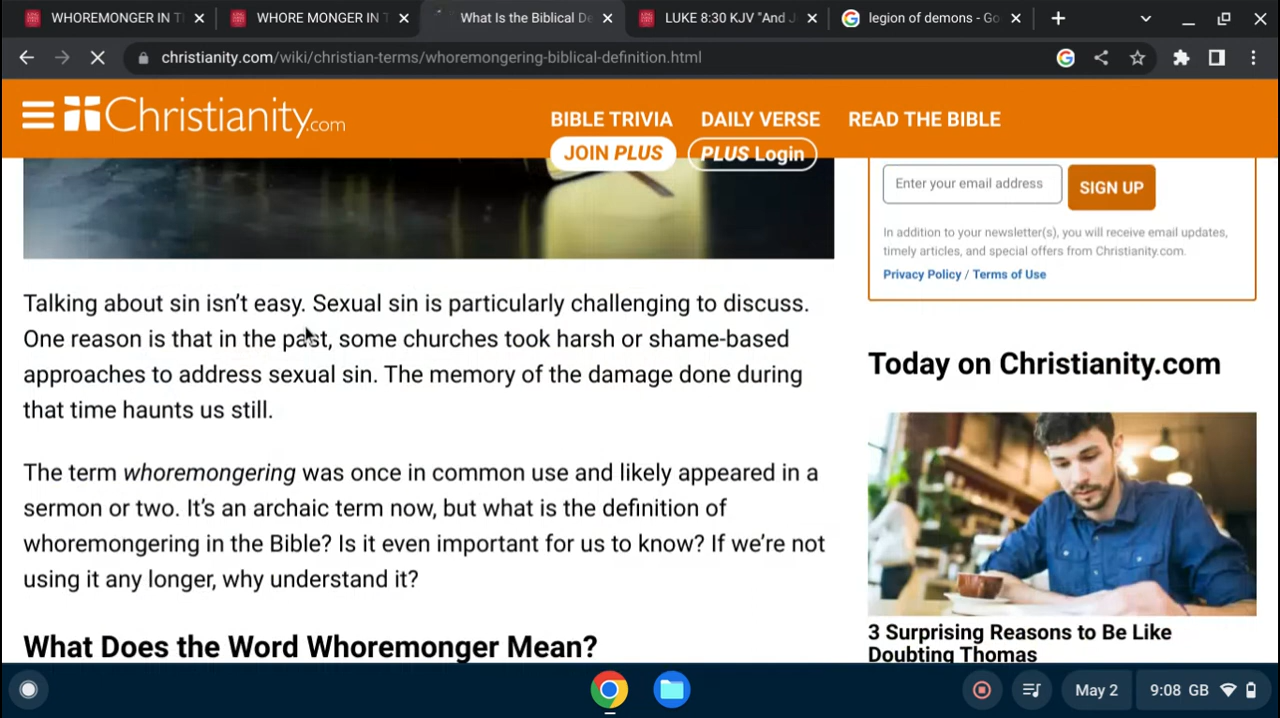 WHOREMONGER IN T
WHORE MONGER IN
What Is the Biblical De
LUKE 8:30 KJV "And J
legion of demons - Go
christianity.com/wiki/christian-terms/whoremongering-biblical-definition.html
Christianity.com
BIBLE TRIVIA
DAILY VERSE
READ THE BIBLE
JOIN PLUS
PLUS Login
Talking about sin isn't easy. Sexual sin is particularly challenging to discuss.
One reason is that in the past, some churches took harsh or shame-based
approaches to address sexual sin. The memory of the damage done during
that time haunts us still.
The term whoremongering was once in common use and likely appeared in a
sermon or two. It's an archaic term now, but what is the definition of
whoremongering in the Bible? Is it even important for us to know? If we're not
using it any longer, why understand it?
What Does the Word Whoremonger Mean?
Enter your email address
SIGN UP
In addition to your newsletter(s), you will receive email updates,
timely articles, and special offers from Christianity.com.
Privacy Policy / Terms of Use
Today on Christianity.com
3 Surprising Reasons to Be Like
Doubting Thomas
May 2
9:08 GB